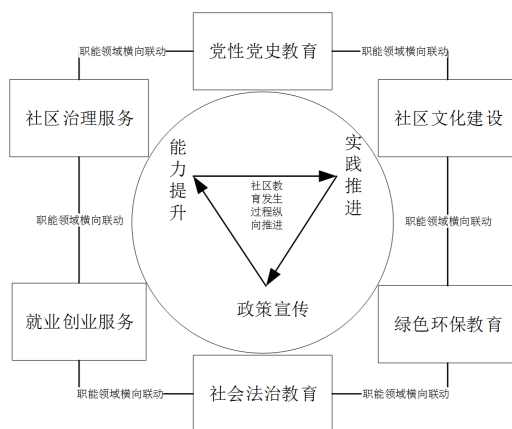 职能领域横向联动
党性党史教育
职能领域横向联动
社区治理服务
社区文化建设
能力提升
实践推进
社区教
育发生
过程纵
向推进
职能领域横向联动
职能领域横向联动
政策宣传
就业创业服务
绿色环保教育
职能领域横向联动
社会法治教育
职能领域横向联动